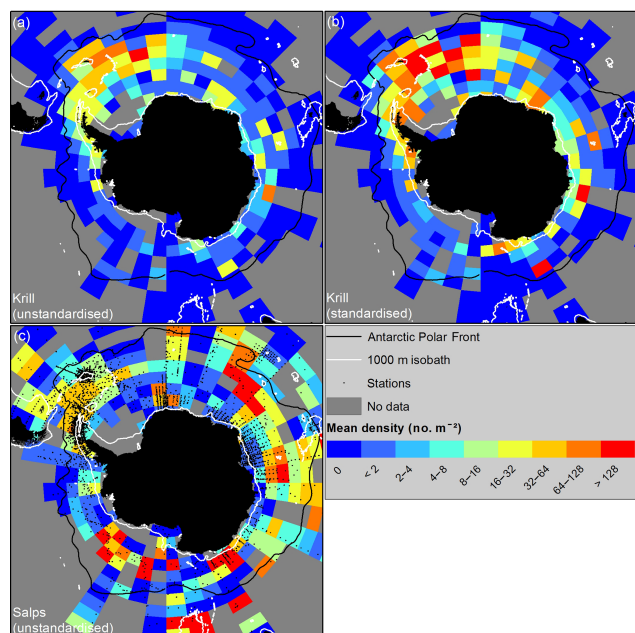 (a)
Krill
(unstandardised)
(b)
Krill
(standardised)
(c)
Salps
(unstandardised)
Antarctic Polar Front
1000 m isobath
Stations
No data
Mean density (no. m⁻²)
0
< 2
2–4
4–8
8–16
16–32
32–64
64–128
> 128